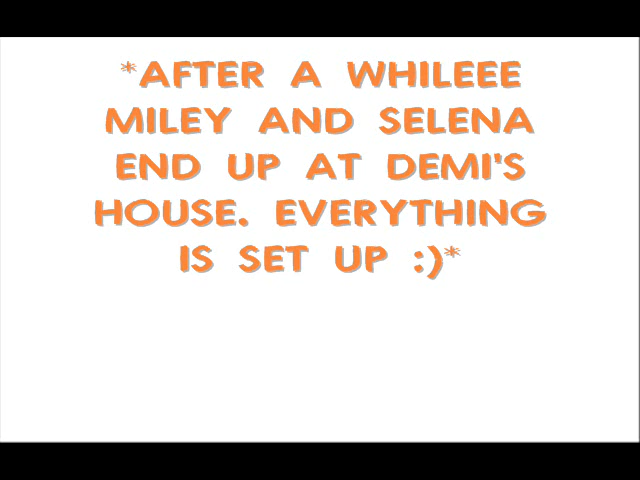 *AFTER A WHILEEE
MILEY AND SELENA
END UP AT DEMI'S
HOUSE. EVERYTHING
IS SET UP :)*